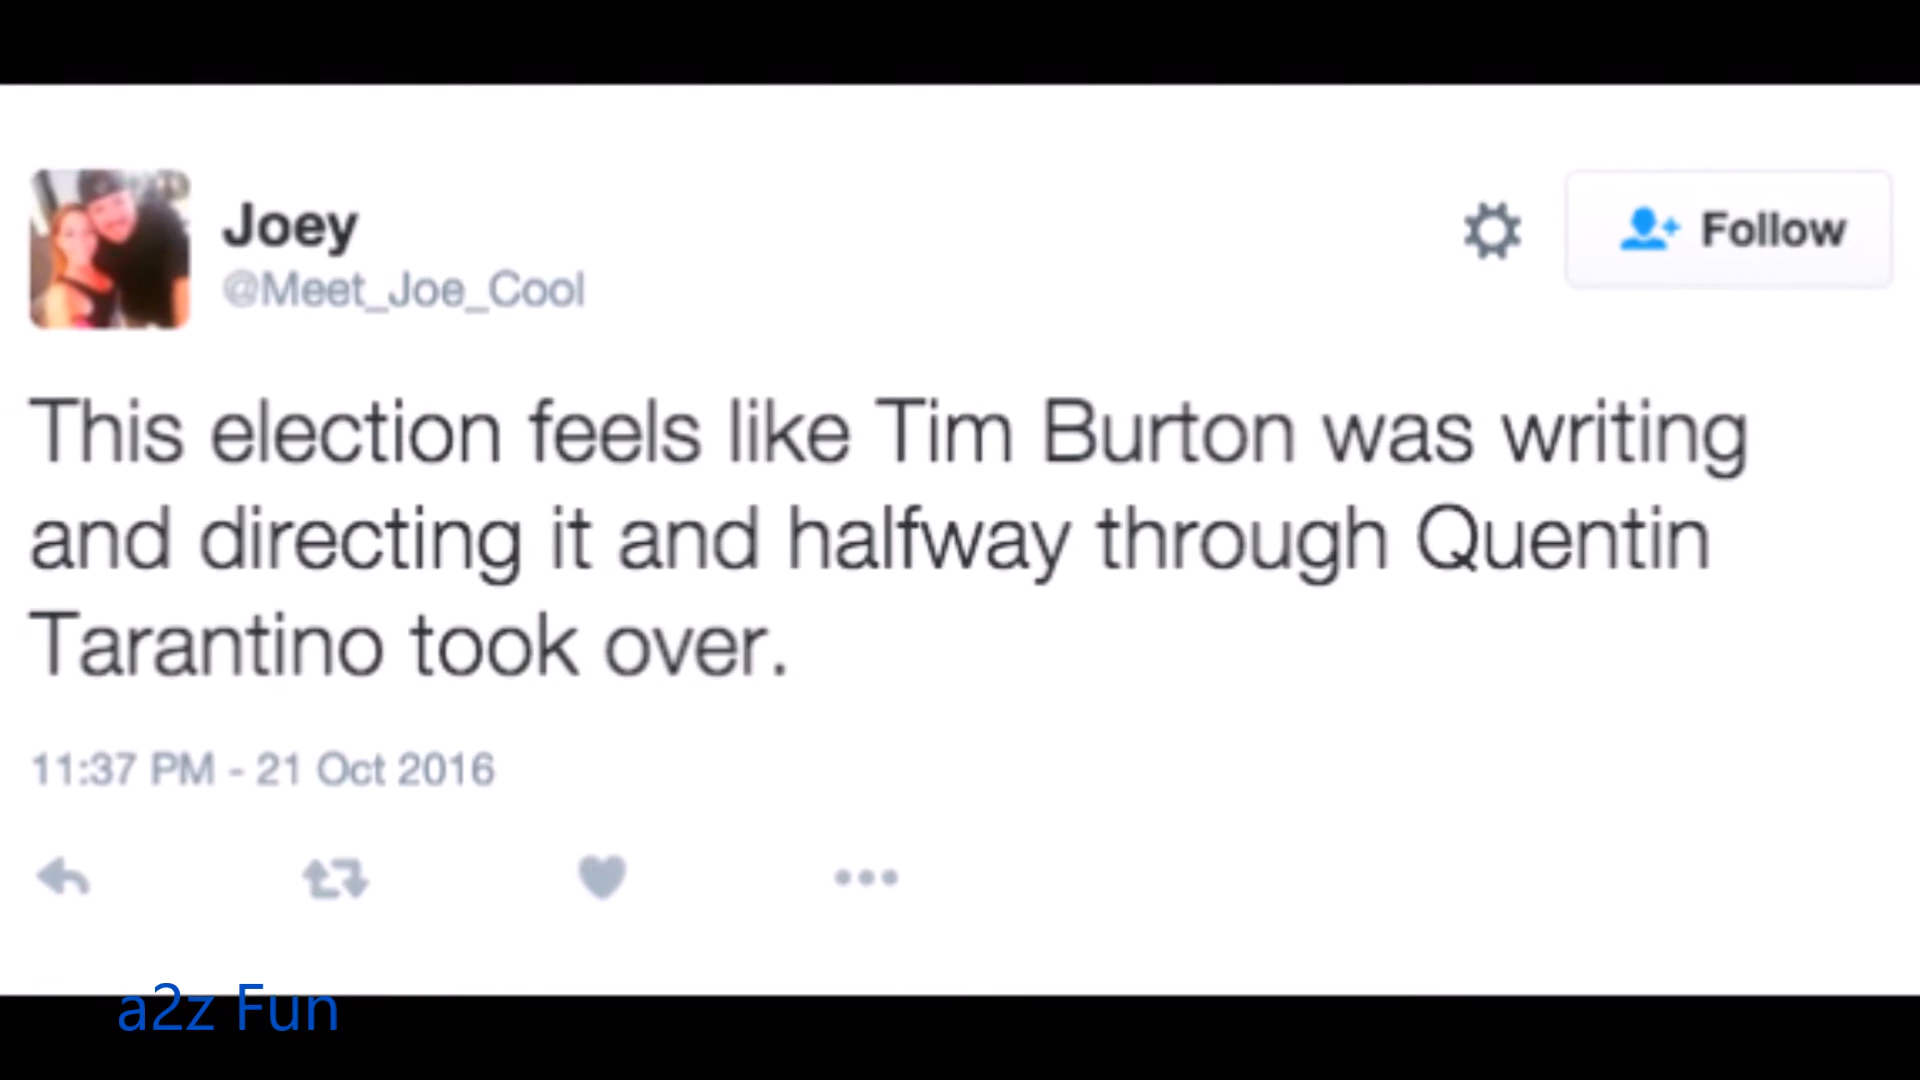 Joey
@Meet_Joe_Cool
Follow
This election feels like Tim Burton was writing
and directing it and halfway through Quentin
Tarantino took over.
11:37 PM - 21 Oct 2016
a2z Fun